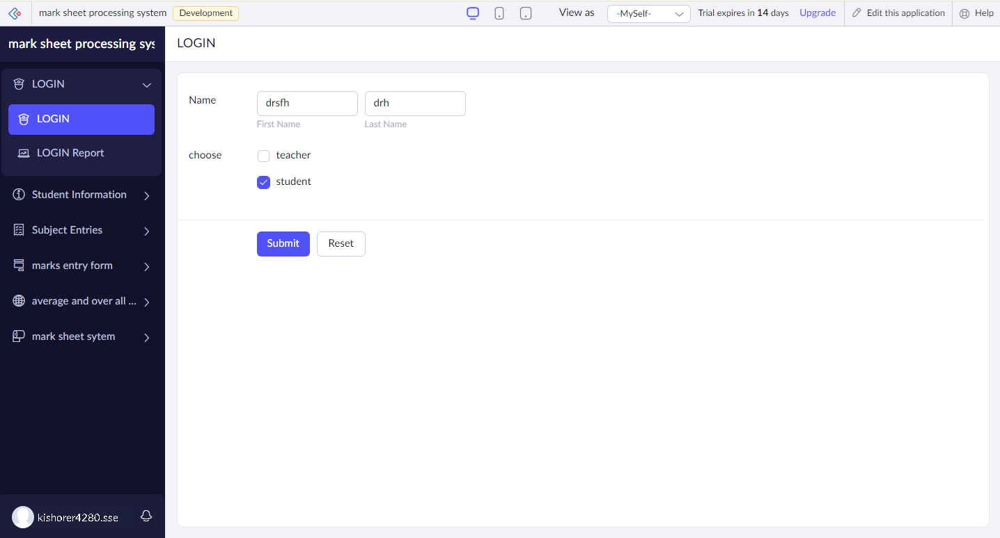 mark sheet processing system Development View as -MySelf- Trial expires in 14 days Upgrade Edit this application Help
mark sheet processing sys
LOGIN
LOGIN
LOGIN Report
Student Information
Subject Entries
marks entry form
average and over all ...
mark sheet sytem
kishorer4280.sse
LOGIN
Name drsfh drh
First Name Last Name
choose teacher
student
Submit Reset